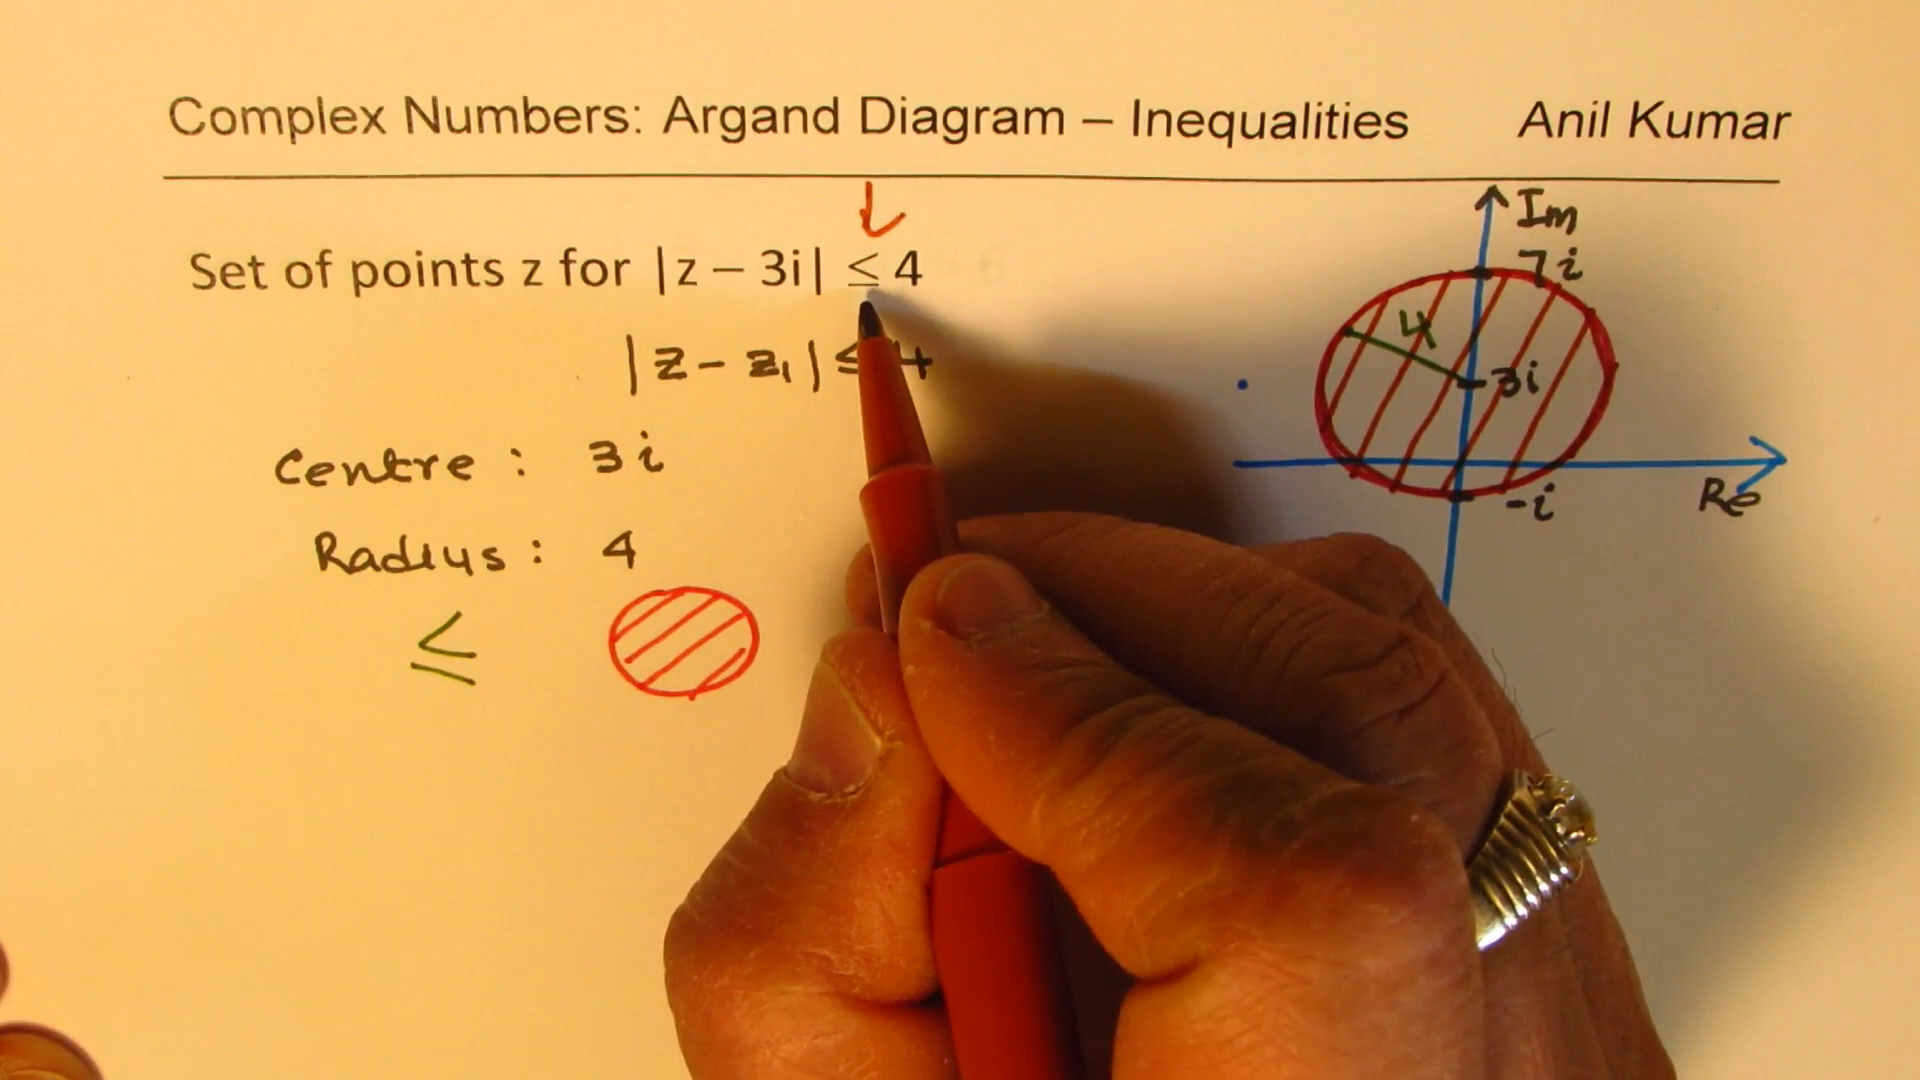 Complex Numbers: Argand Diagram – Inequalities Anil Kumar
Set of points z for |z – 3i| ≤ 4
|z - z₁| ≤ 4
Centre : 3i
Radius : 4
≤
Im
7i
4
3i
-i
Re